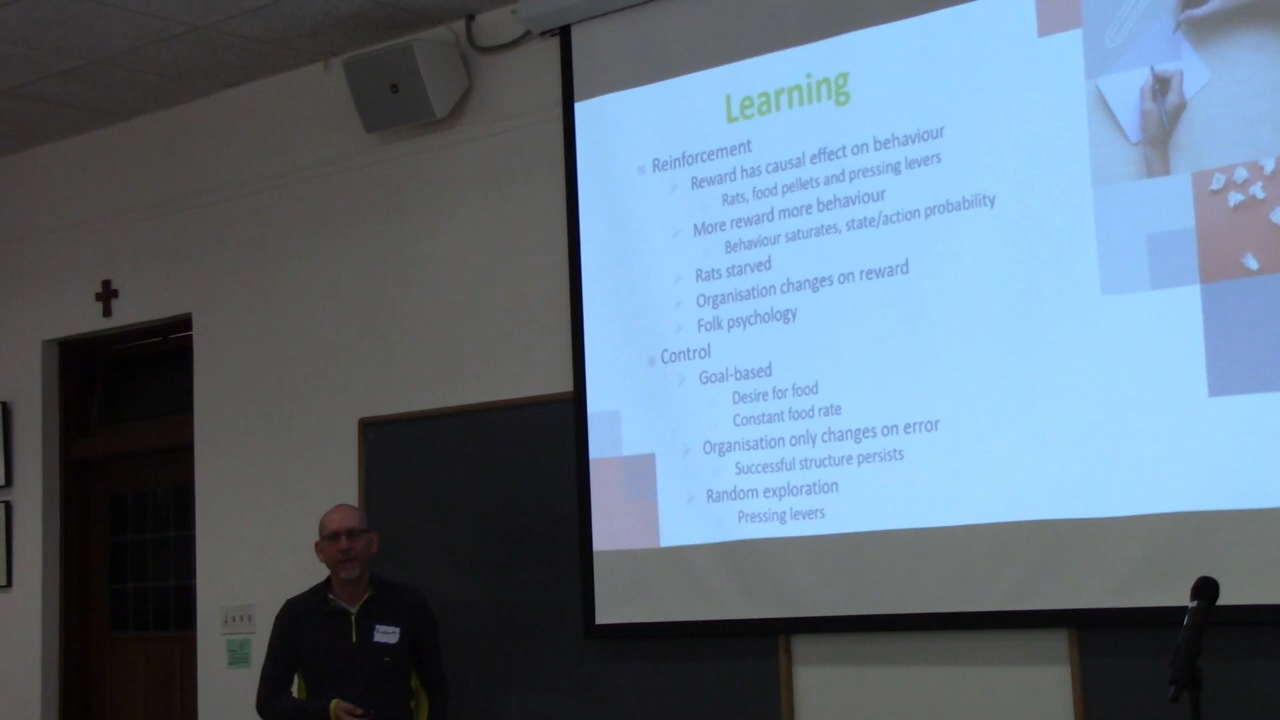 Learning
Reinforcement
Reward has causal effect on behaviour
Rats, food pellets and pressing levers
More reward more behaviour
Behaviour saturates, state/action probability
Rats starved
Organisation changes on reward
Folk psychology
Control
Goal-based
Desire for food
Constant food rate
Organisation only changes on error
Successful structure persists
Random exploration
Pressing levers